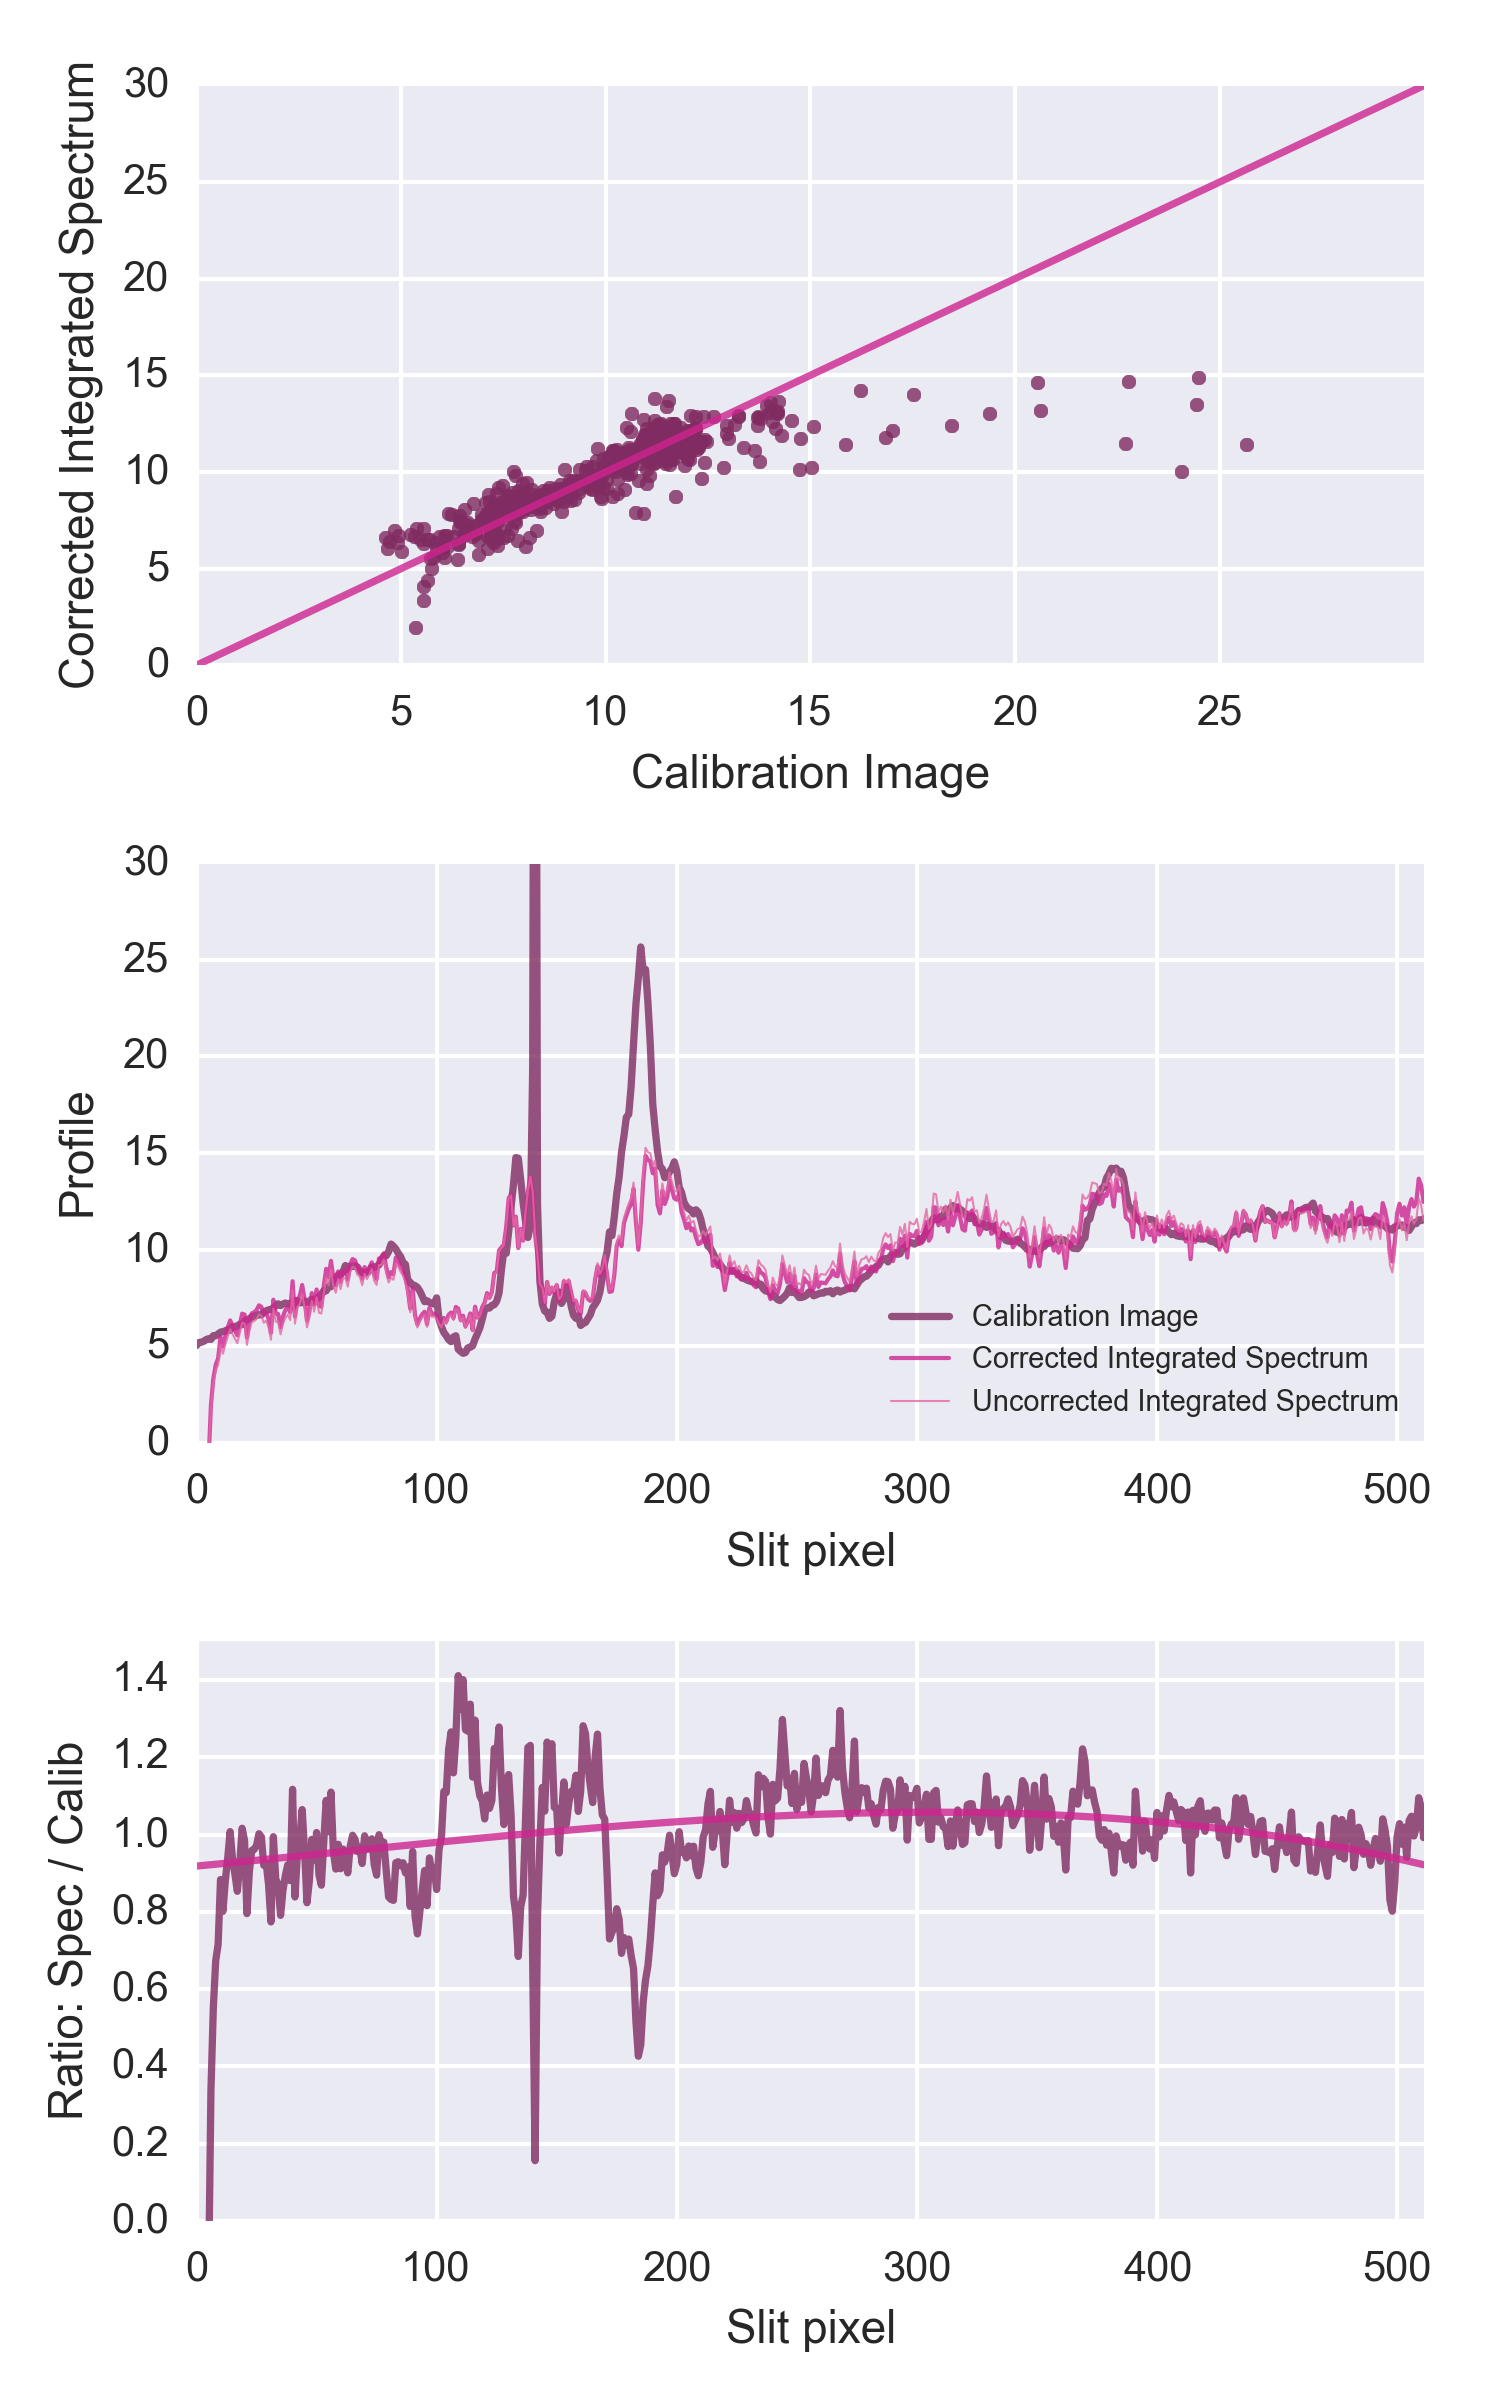 30
25
20
15
10
5
0
Corrected Integrated Spectrum
0 5 10 15 20 25
Calibration Image
30
25
20
15
10
5
0
Profile
Calibration Image
Corrected Integrated Spectrum
Uncorrected Integrated Spectrum
0 100 200 300 400 500
Slit pixel
1.4
1.2
1.0
0.8
0.6
0.4
0.2
0.0
Ratio: Spec / Calib
0 100 200 300 400 500
Slit pixel